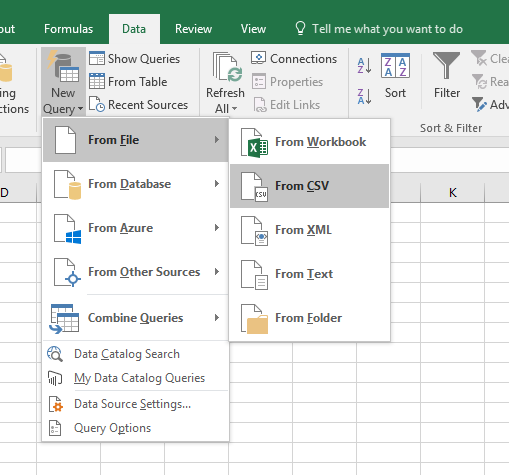 out Formulas Data Review View Tell me what you want to do
New Query
Show Queries
From Table
Recent Sources
Refresh All
Connections
Properties
Edit Links
Sort
Filter
Clea
Rea
Adv
Sort & Filter
ing
ctions
From File
From Database
From Azure
From Other Sources
Combine Queries
Data Catalog Search
My Data Catalog Queries
Data Source Settings...
Query Options
From Workbook
From CSV
From XML
From Text
From Folder
D K